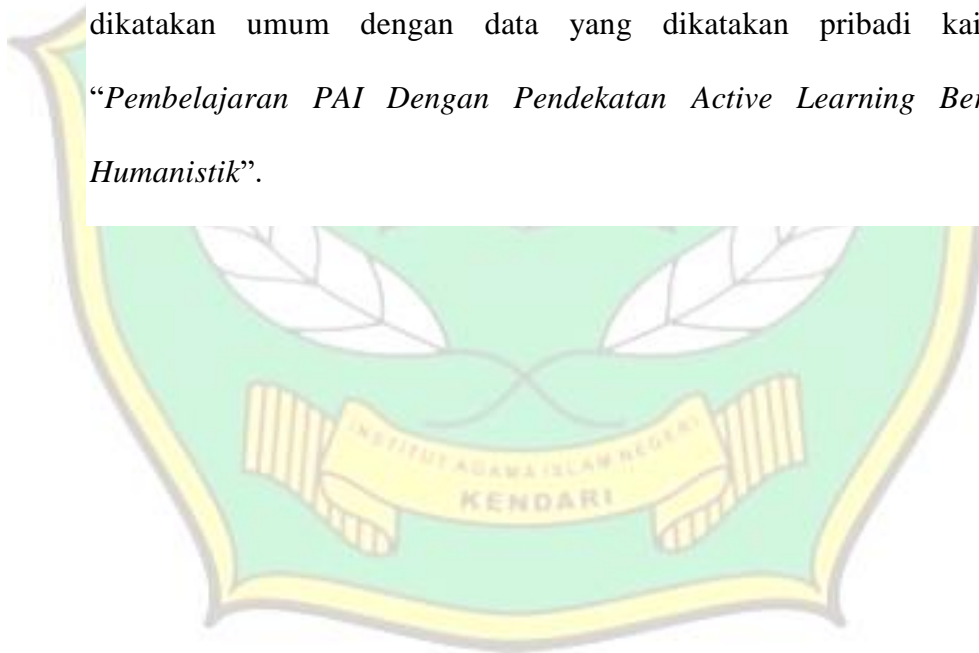 dikatakan umum dengan data yang dikatakan pribadi kai
“Pembelajaran PAI Dengan Pendekatan Active Learning Ber
Humanistik”.
INSTITUT AGAMA ISLAM NEGERI
KENDARI